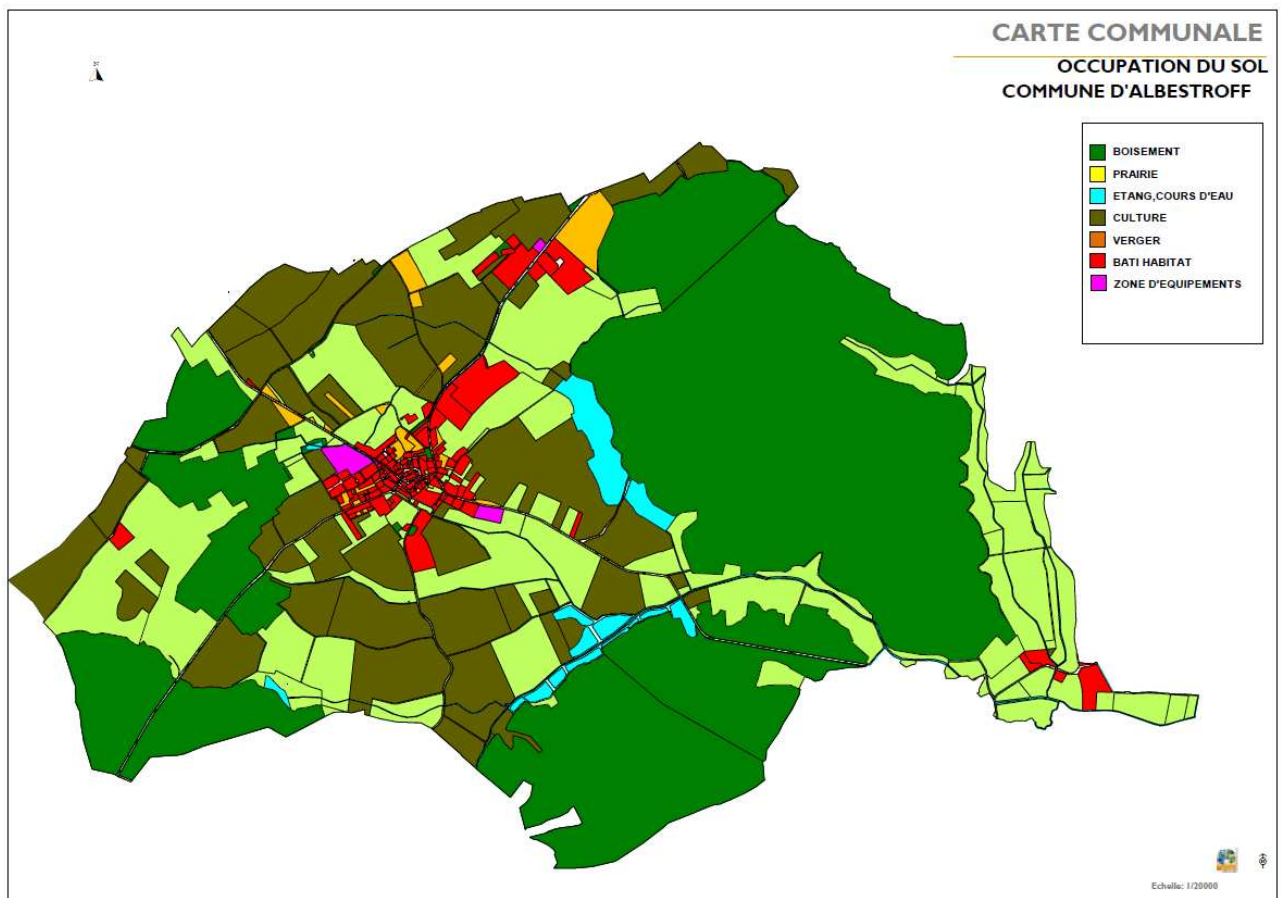 CARTE COMMUNALE
OCCUPATION DU SOL
COMMUNE D'ALBESTROFF
BOISEMENT
PRAIRIE
ETANG,COURS D'EAU
CULTURE
VERGER
BATI HABITAT
ZONE D'EQUIPEMENTS
Echelle: 1/20000